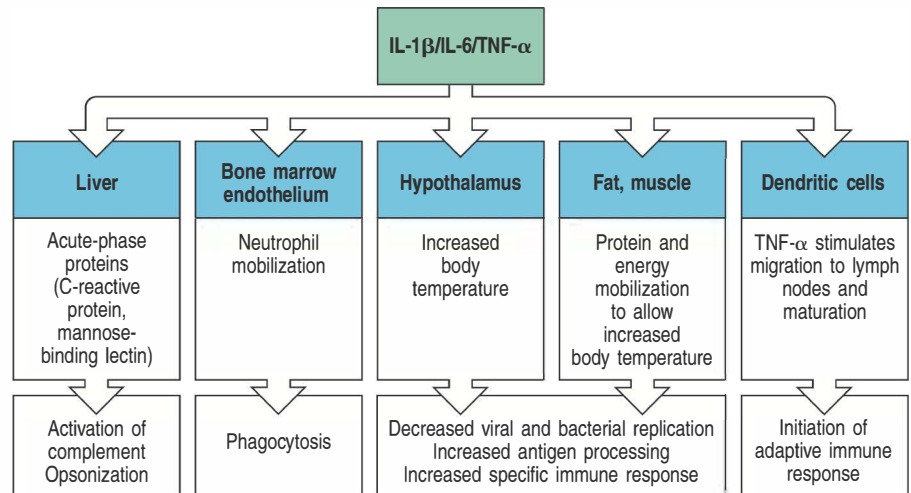 IL-1β/IL-6/TNF-α
Liver
Bone marrow
endothelium
Hypothalamus
Fat, muscle
Dendritic cells
Acute-phase
proteins
(C-reactive
protein,
mannose-
binding lectin)
Neutrophil
mobilization
Increased
body
temperature
Protein and
energy
mobilization
to allow
increased
body temperature
TNF-α stimulates
migration to lymph
nodes and
maturation
Activation of
complement
Opsonization
Phagocytosis
Decreased viral and bacterial replication
Increased antigen processing
Increased specific immune response
Initiation of
adaptive immune
response